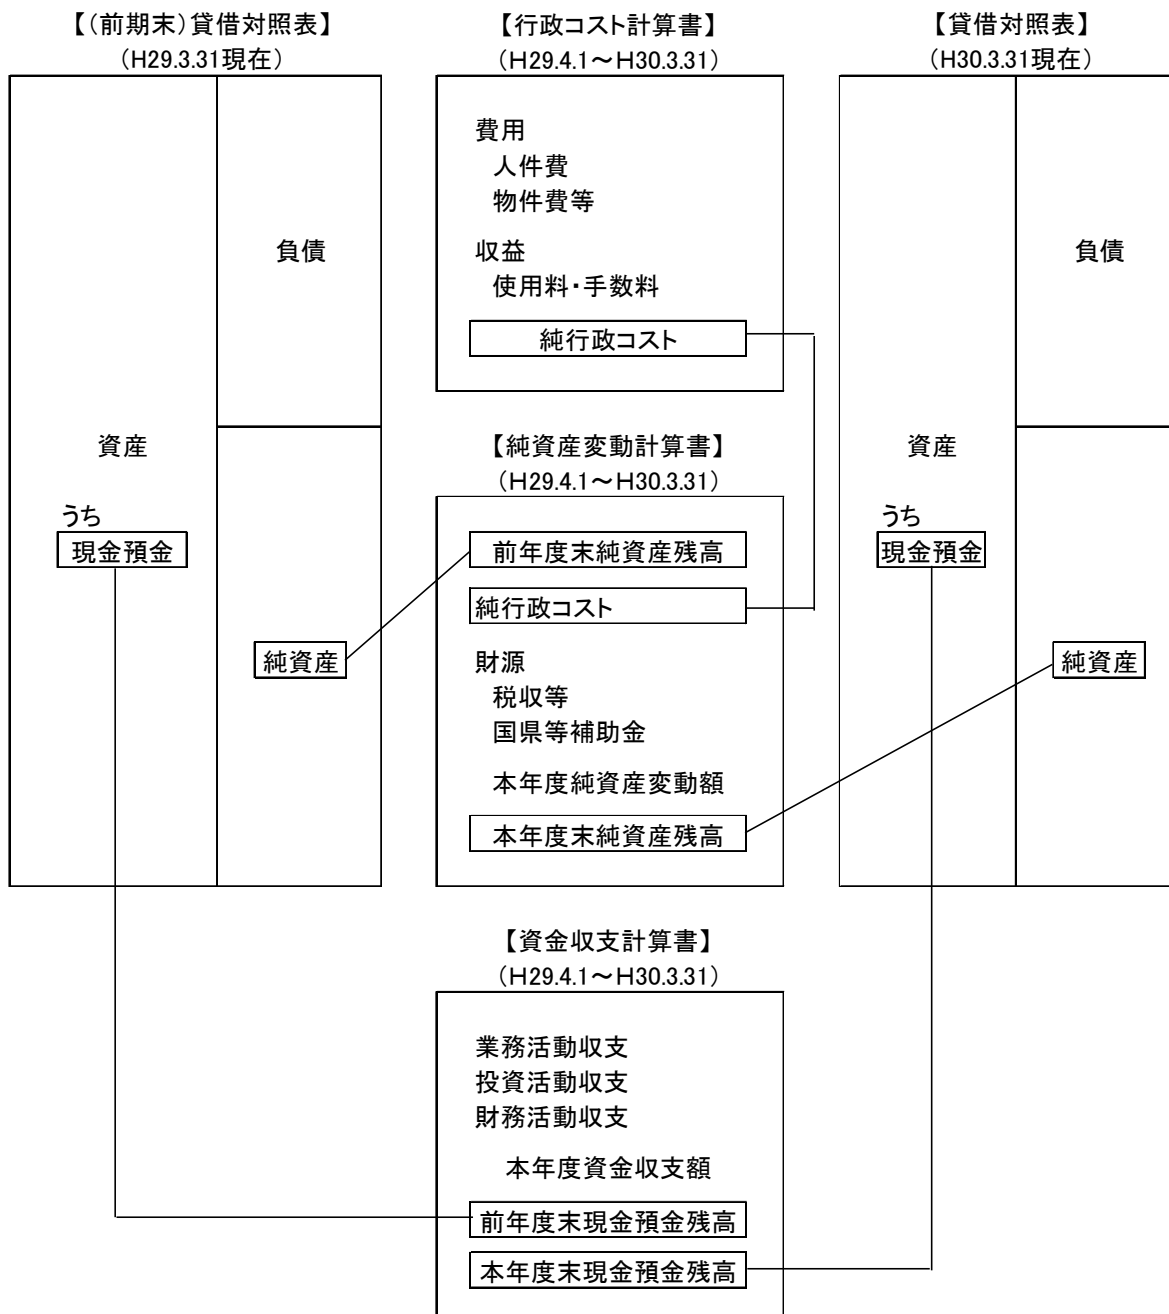 【（前期末）貸借対照表】
（H29.3.31現在）
資産
うち
現金預金
負債
純資産
【行政コスト計算書】
（H29.4.1～H30.3.31）
費用
人件費
物件費等
収益
使用料・手数料
純行政コスト
【純資産変動計算書】
（H29.4.1～H30.3.31）
前年度末純資産残高
純行政コスト
財源
税収等
国県等補助金
本年度純資産変動額
本年度末純資産残高
【資金収支計算書】
（H29.4.1～H30.3.31）
業務活動収支
投資活動収支
財務活動収支
本年度資金収支額
前年度末現金預金残高
本年度末現金預金残高
【貸借対照表】
（H30.3.31現在）
資産
うち
現金預金
負債
純資産